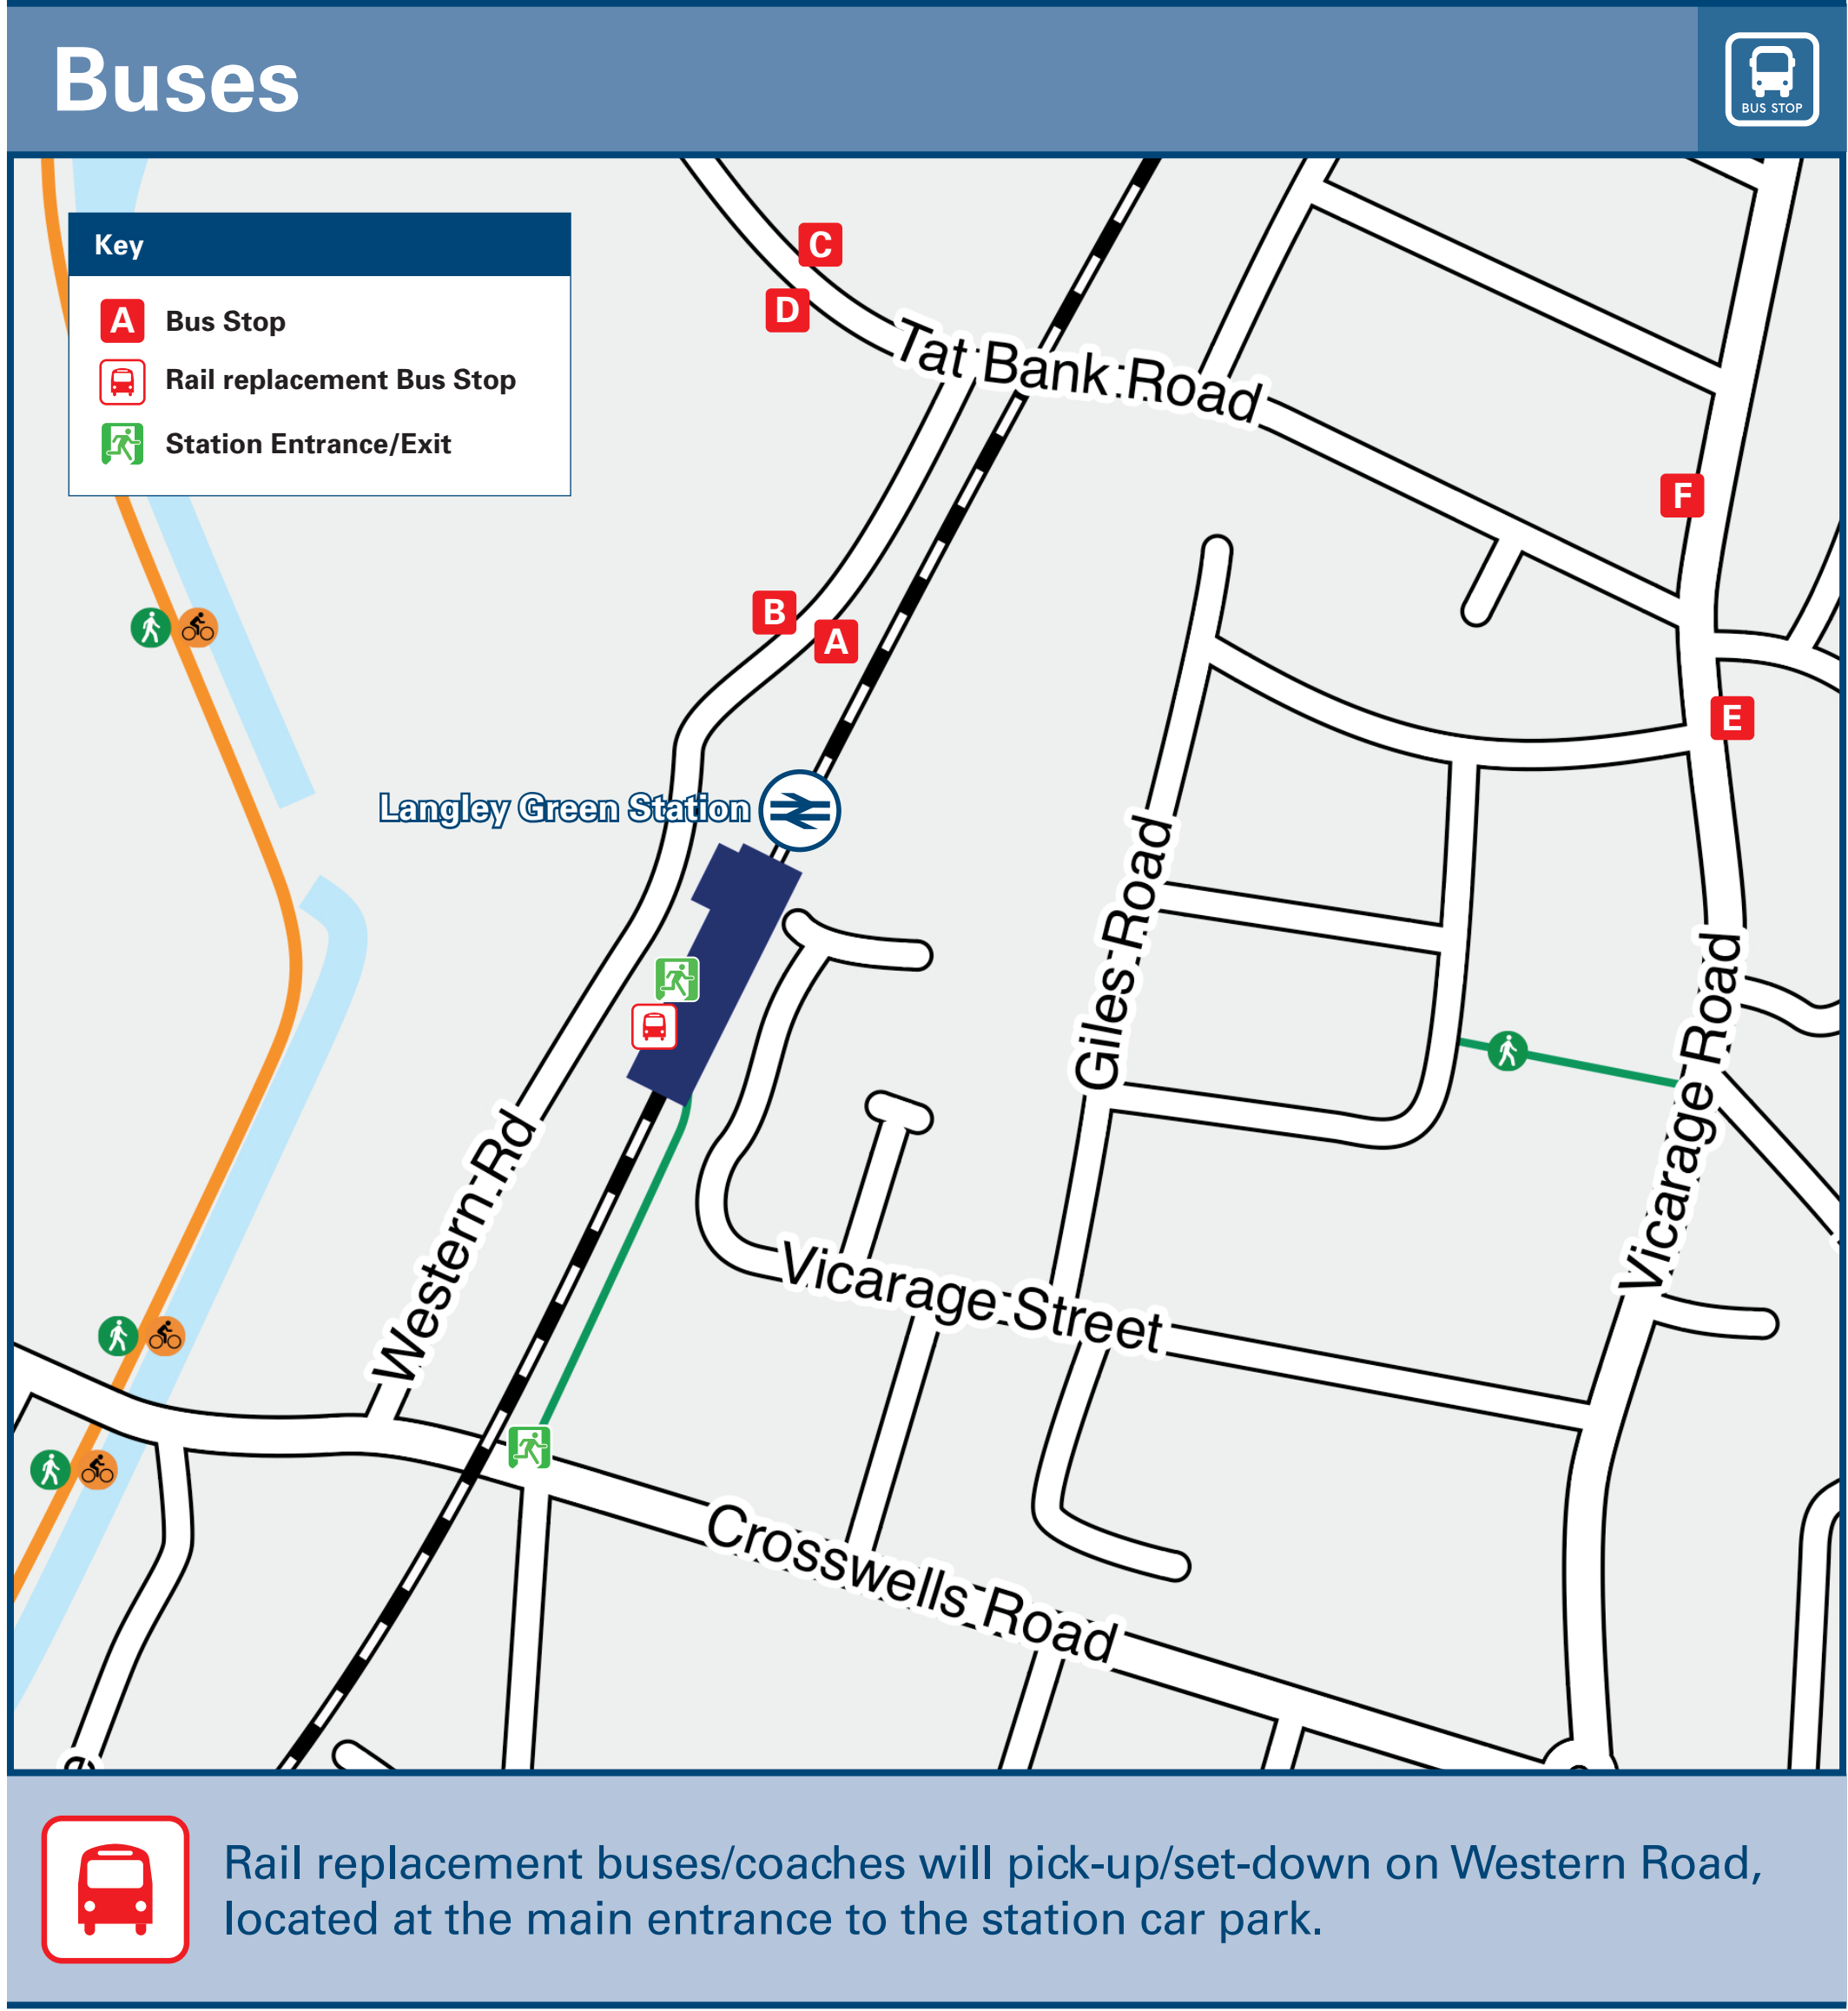 Buses
BUS STOP
Key
A Bus Stop
Rail replacement Bus Stop
Station Entrance/Exit
C
D
Tat Bank Road
F
B
A
E
Langley Green Station
Giles Road
Vicarage Road
Western Rd
Vicarage Street
Crosswells Road
e
Rail replacement buses/coaches will pick-up/set-down on Western Road,
located at the main entrance to the station car park.